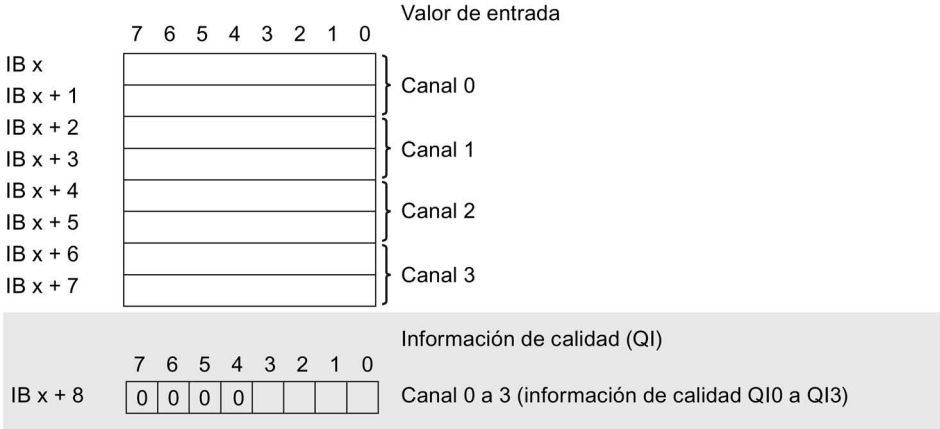 Valor de entrada
7 6 5 4 3 2 1 0
IB x
IB x + 1
Canal 0
IB x + 2
IB x + 3
Canal 1
IB x + 4
IB x + 5
Canal 2
IB x + 6
IB x + 7
Canal 3
Información de calidad (QI)
7 6 5 4 3 2 1 0
IB x + 8 0 0 0 0 Canal 0 a 3 (información de calidad QI0 a QI3)